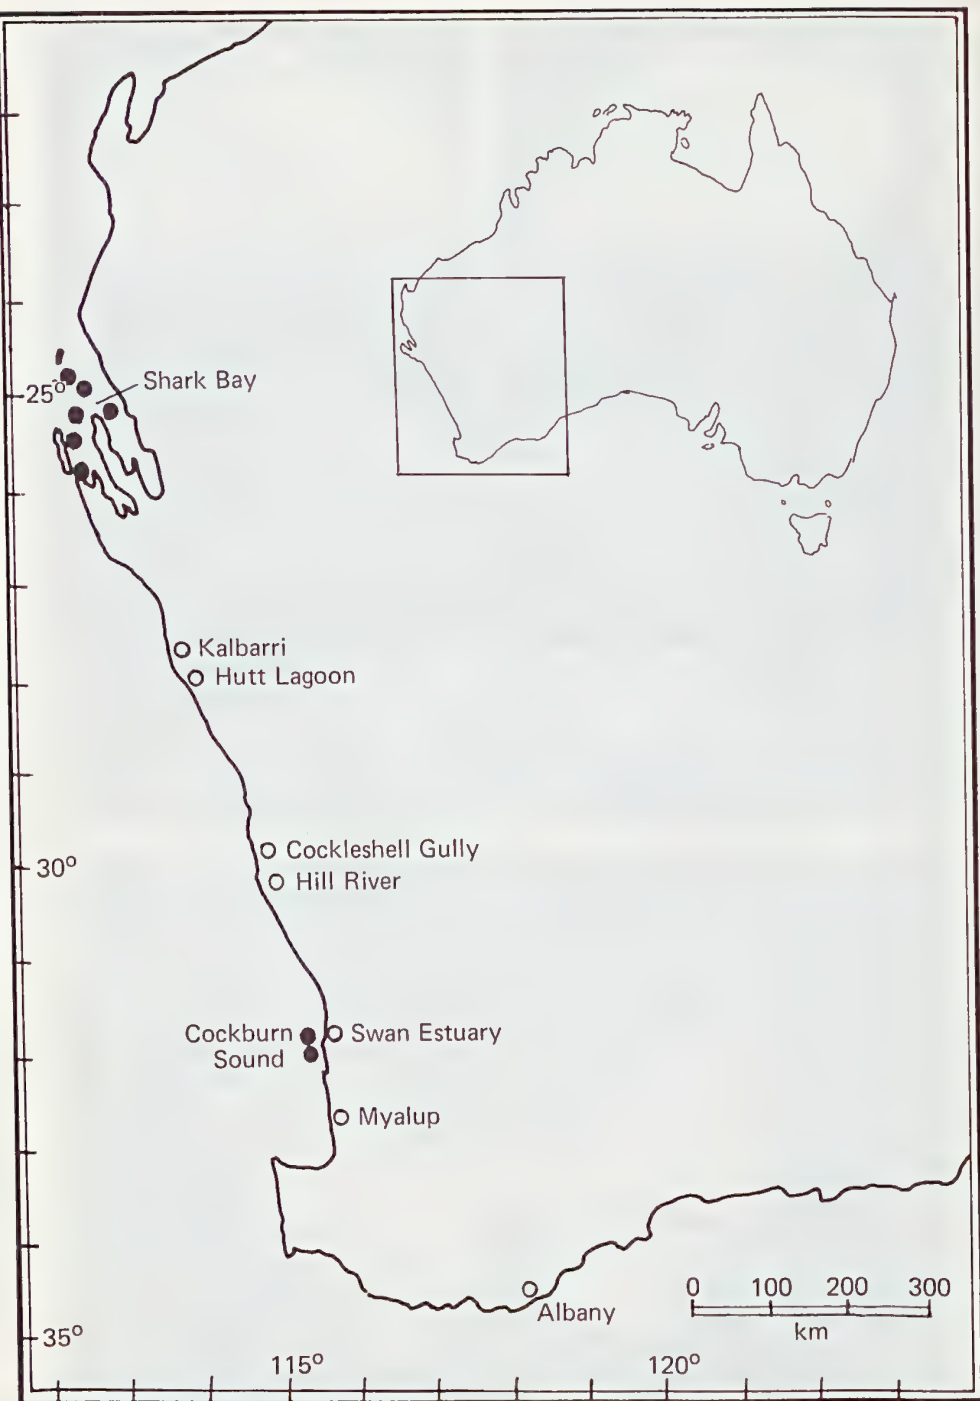 Shark Bay
25°
Kalbarri
Hutt Lagoon
Cockleshell Gully
30°
Hill River
Cockburn
Sound
Swan Estuary
Myalup
0 100 200 300
km
Albany
35°
115° 120°